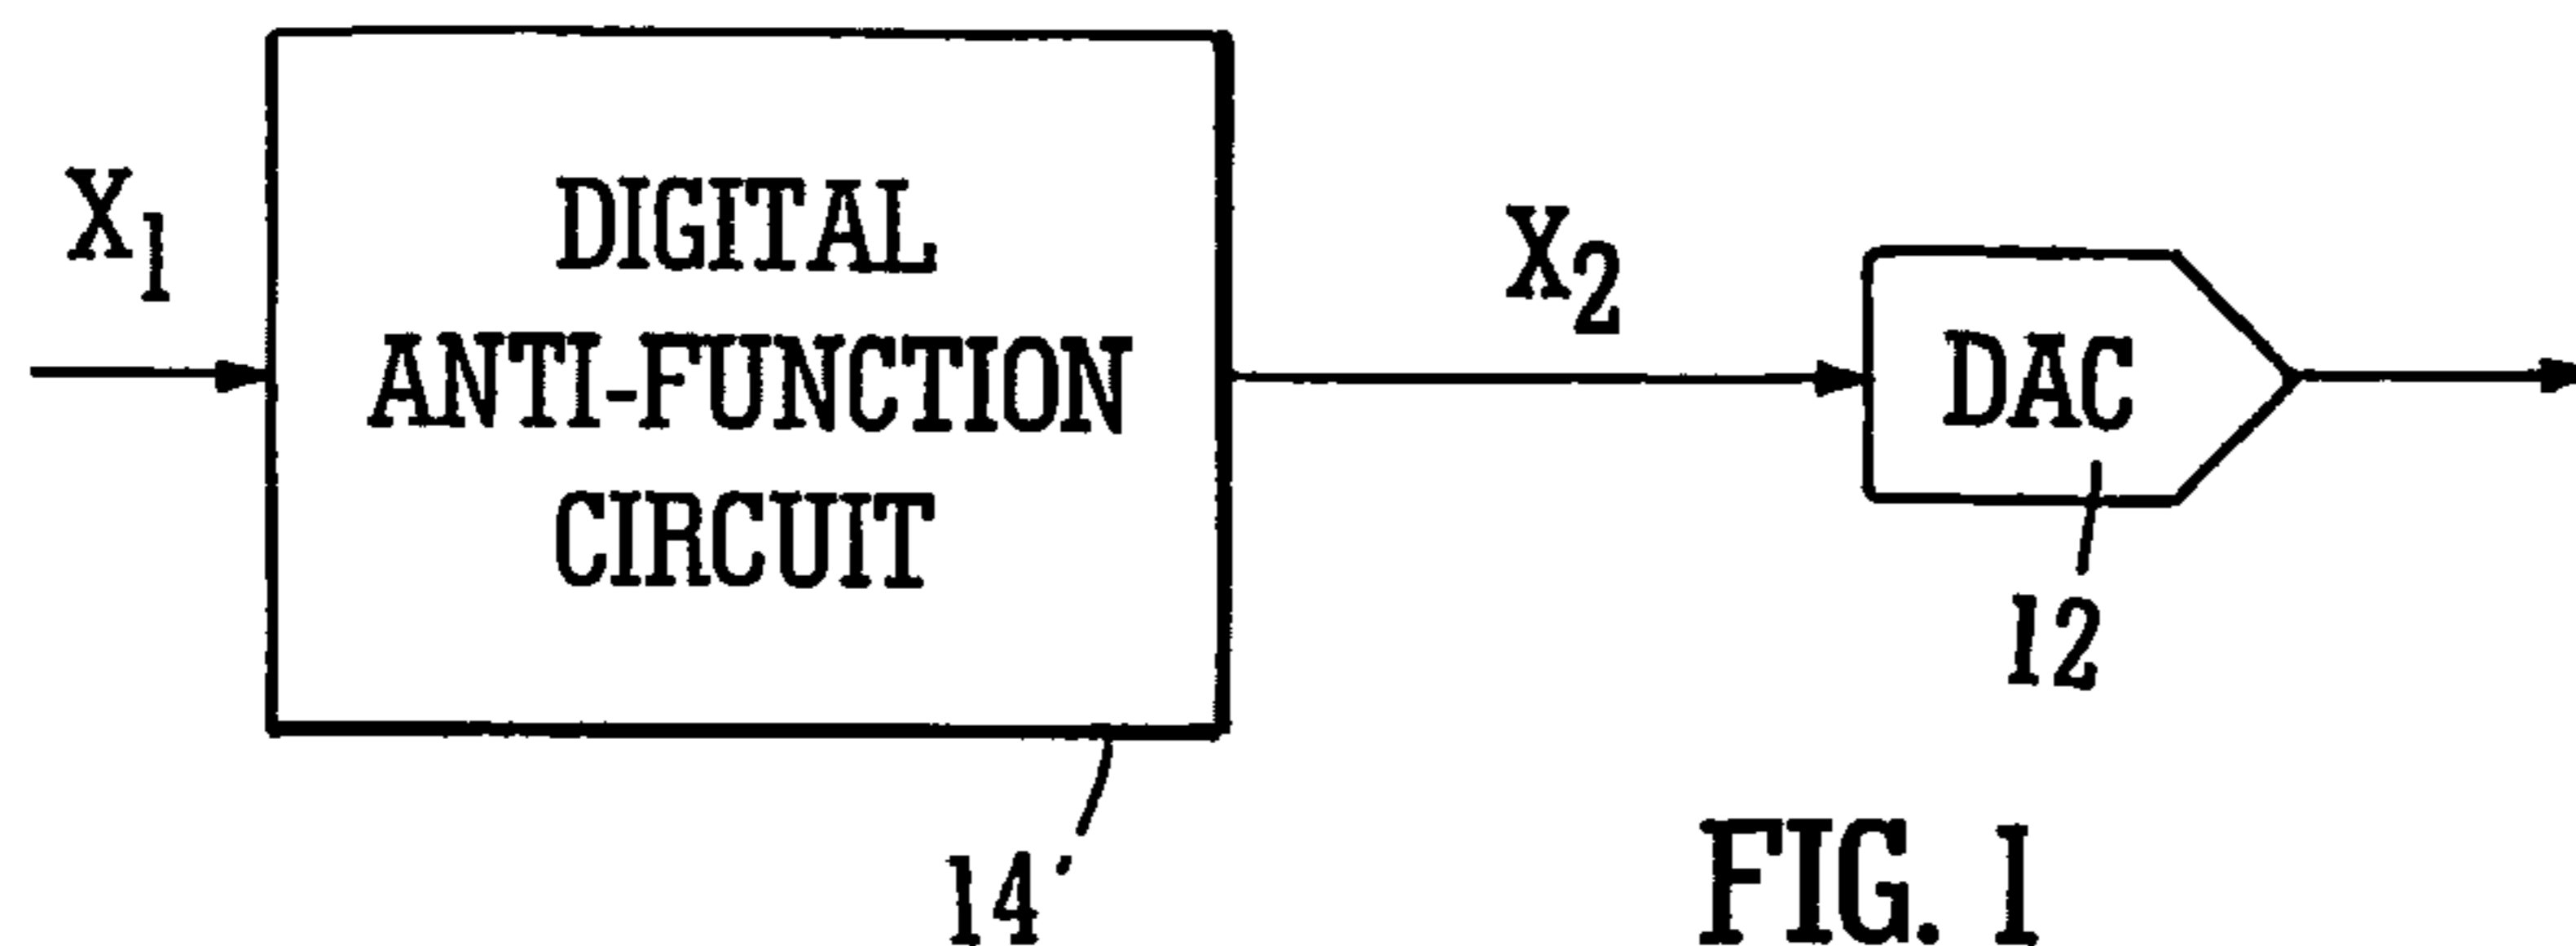 X1
DIGITAL
ANTI-FUNCTION
CIRCUIT
X2
DAC
12
14'
FIG. 1